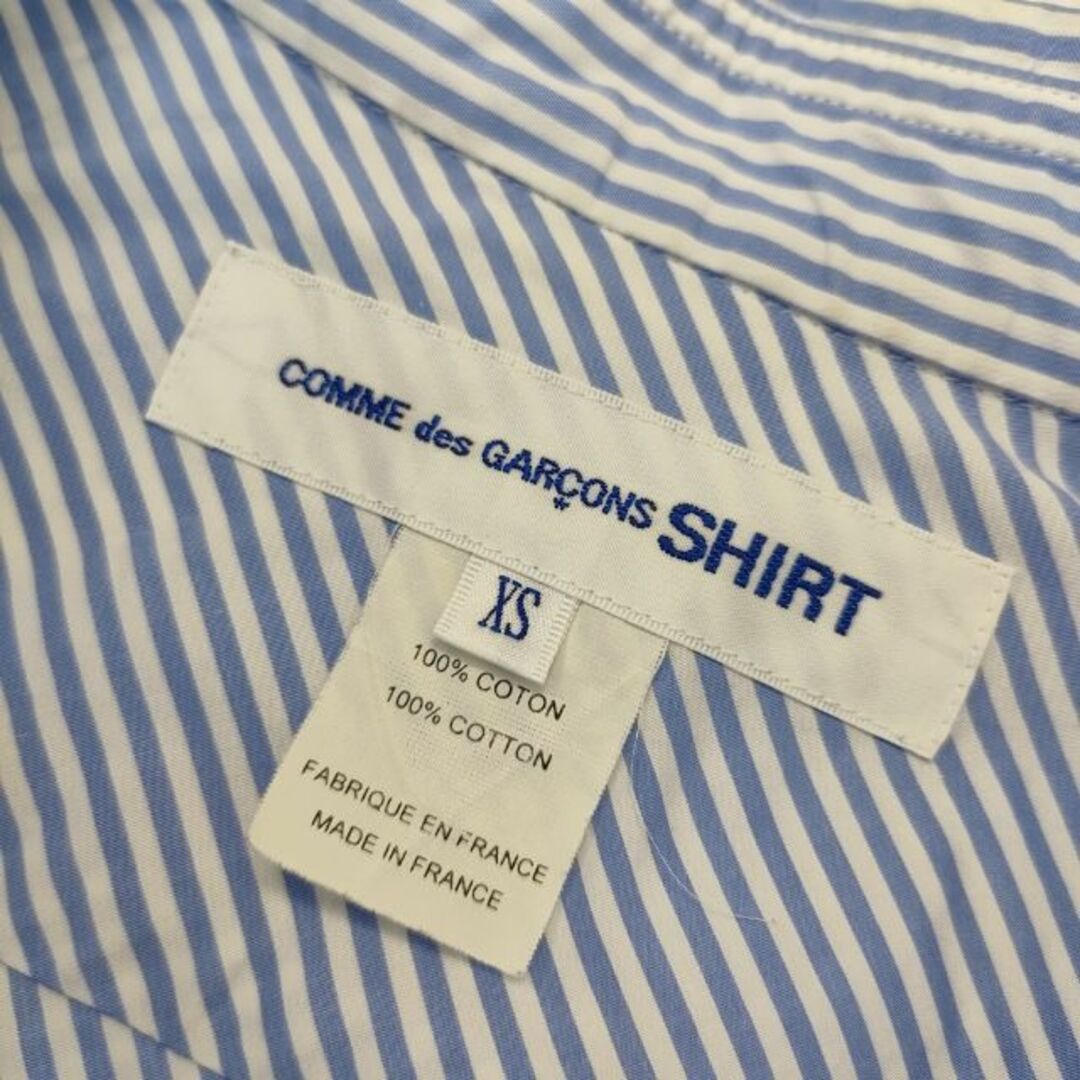 COMME des GARÇONS SHIRT
*
XS
100% COTON
100% COTTON
FABRIQUE EN FRANCE
MADE IN FRANCE